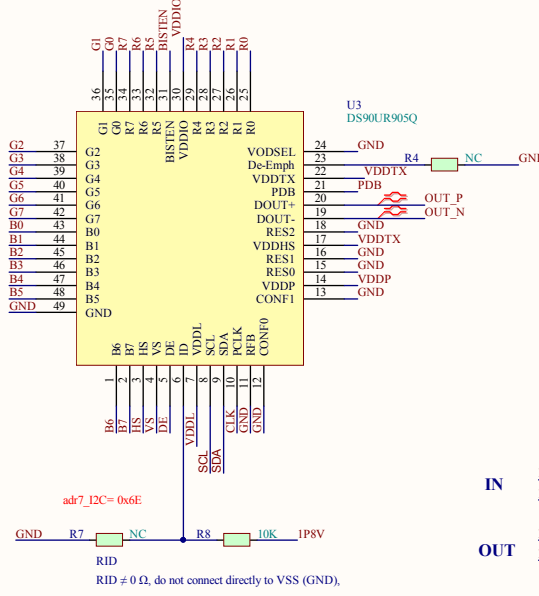 G1 G0 R7 R6 R5 BISTEN VDDIO R4 R3 R2 R1 R0
36 35 34 33 32 31 30 29 28 27 26 25
G1 G0 R7 R6 R5 BISTEN VDDIO R4 R3 R2 R1 R0
U3
DS90UR905Q
G2 37 G2 VODSEL 24 GND
G3 38 G3 De-Emph 23 R4 NC GND
G4 39 G4 VDDTX 22 VDDTX
G5 40 G5 PDB 21 PDB
G6 41 G6 DOUT+ 20 OUT_P
G7 42 G7 DOUT- 19 OUT_N
B0 43 B0 RES2 18 GND
B1 44 B1 VDDHS 17 VDDTX
B2 45 B2 RES1 16 GND
B3 46 B3 RES0 15 GND
B4 47 B4 VDDP 14 VDDP
B5 48 B5 CONF1 13 GND
GND 49 GND
B6 B7 HS VS DE ID VDDL SCL SDA PCLK RFB CONF0
1 2 3 4 5 6 7 8 9 10 11 12
B6 B7 HS VS DE VDDL SCL SDA CLK GND GND
IN
adr7_I2C= 0x6E
GND R7 NC R8 10K 1P8V
OUT
RID
RID ≠ 0 Ω, do not connect directly to VSS (GND),